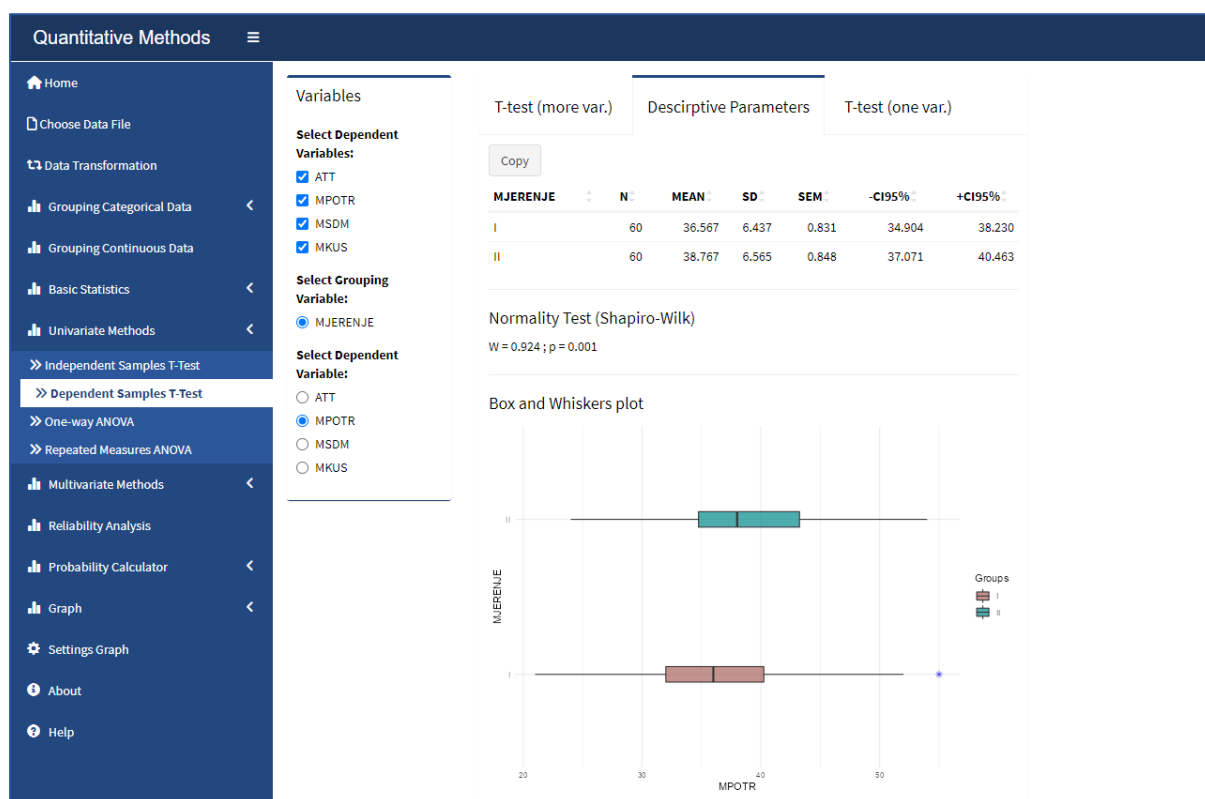 Quantitative Methods
Home
Choose Data File
Data Transformation
Grouping Categorical Data
Grouping Continuous Data
Basic Statistics
Univariate Methods
Independent Samples T-Test
Dependent Samples T-Test
One-way ANOVA
Repeated Measures ANOVA
Multivariate Methods
Reliability Analysis
Probability Calculator
Graph
Settings Graph
About
Help
Variables
Select Dependent
Variables:
ATT
MPOTR
MSDM
MKUS
Select Grouping
Variable:
MJERENJE
Select Dependent
Variable:
ATT
MPOTR
MSDM
MKUS
T-test (more var.) Descirptive Parameters T-test (one var.)
Copy
MJERENJE N MEAN SD SEM -CI95% +CI95%
I 60 36.567 6.437 0.831 34.904 38.230
II 60 38.767 6.565 0.848 37.071 40.463
Normality Test (Shapiro-Wilk)
W = 0.924 ; p = 0.001
Box and Whiskers plot
II
MJERENJE
I
Groups
I
II
20 30 40 50
MPOTR